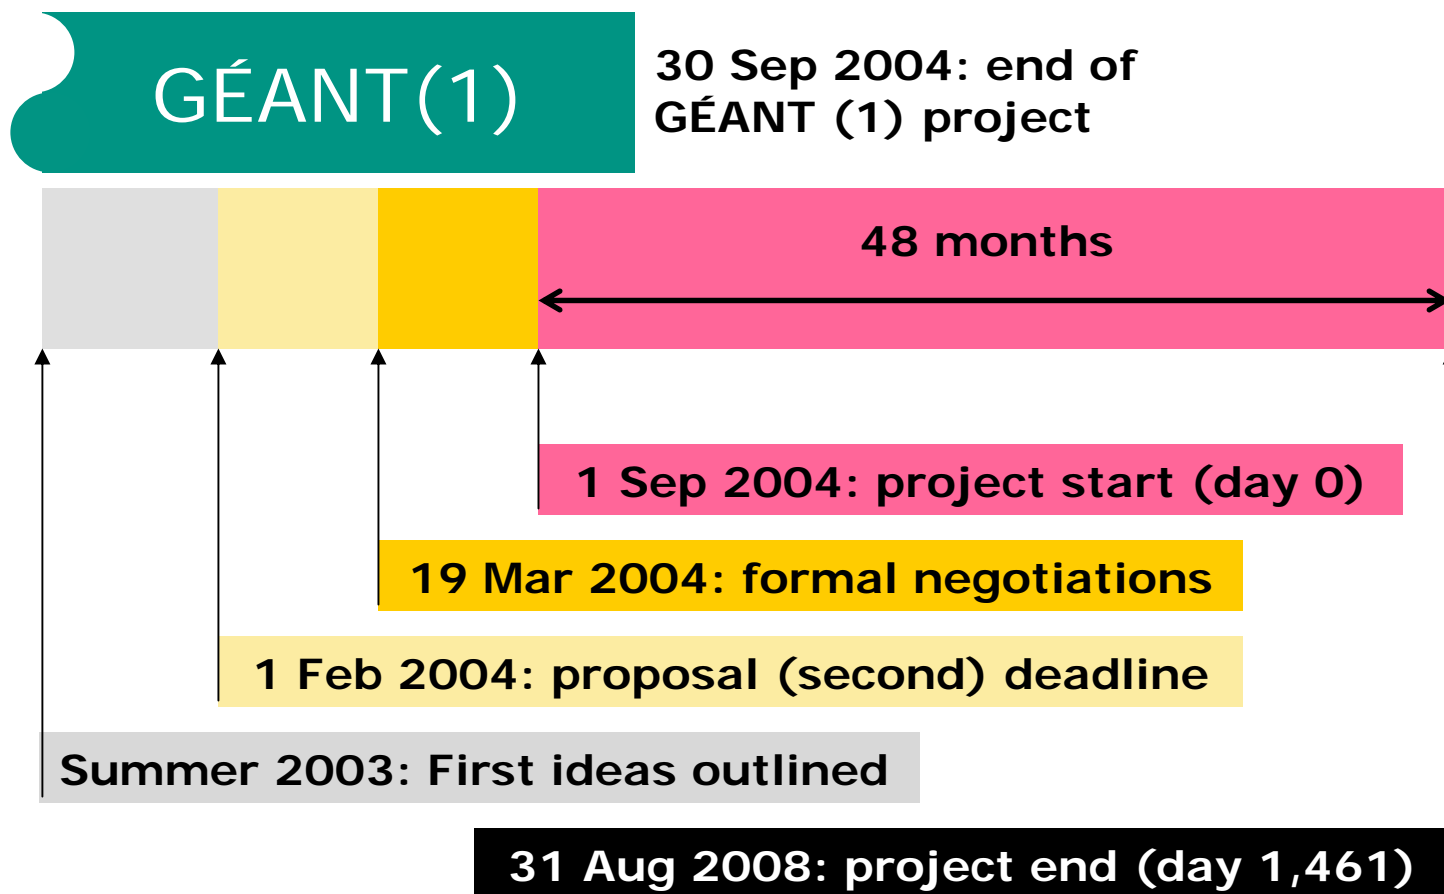 GÉANT(1)
30 Sep 2004: end of
GÉANT (1) project
48 months
1 Sep 2004: project start (day 0)
19 Mar 2004: formal negotiations
1 Feb 2004: proposal (second) deadline
Summer 2003: First ideas outlined
31 Aug 2008: project end (day 1,461)